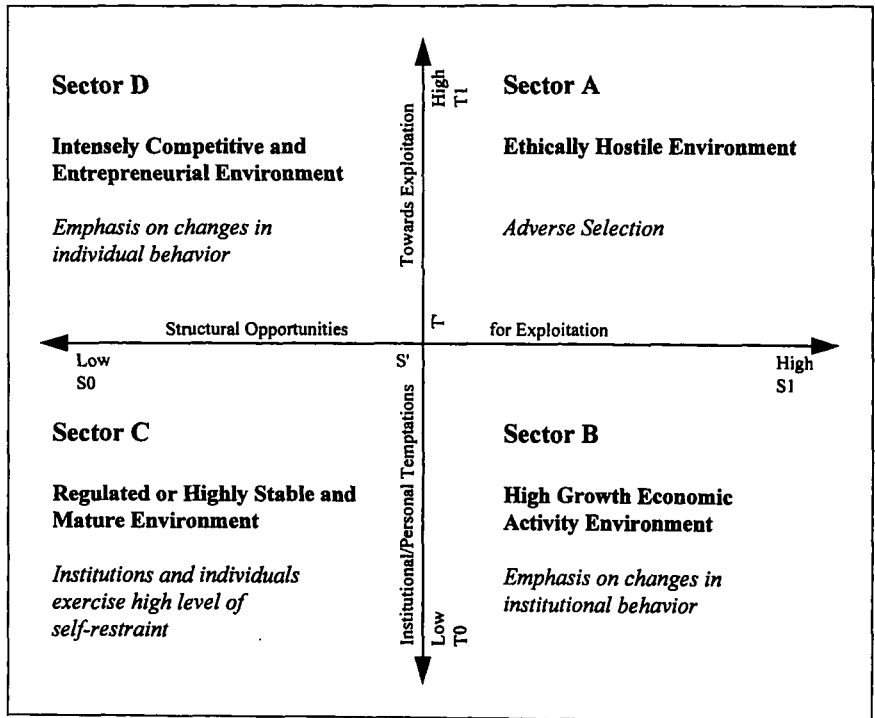 Sector D
Intensely Competitive and
Entrepreneurial Environment
Emphasis on changes in
individual behavior
High
T1
Towards Exploitation
Sector A
Ethically Hostile Environment
Adverse Selection
Structural Opportunities
for Exploitation
Low
S0
S'
High
S1
Sector C
Regulated or Highly Stable and
Mature Environment
Institutions and individuals
exercise high level of
self-restraint
Institutional/Personal Temptations
Low
T0
Sector B
High Growth Economic
Activity Environment
Emphasis on changes in
institutional behavior